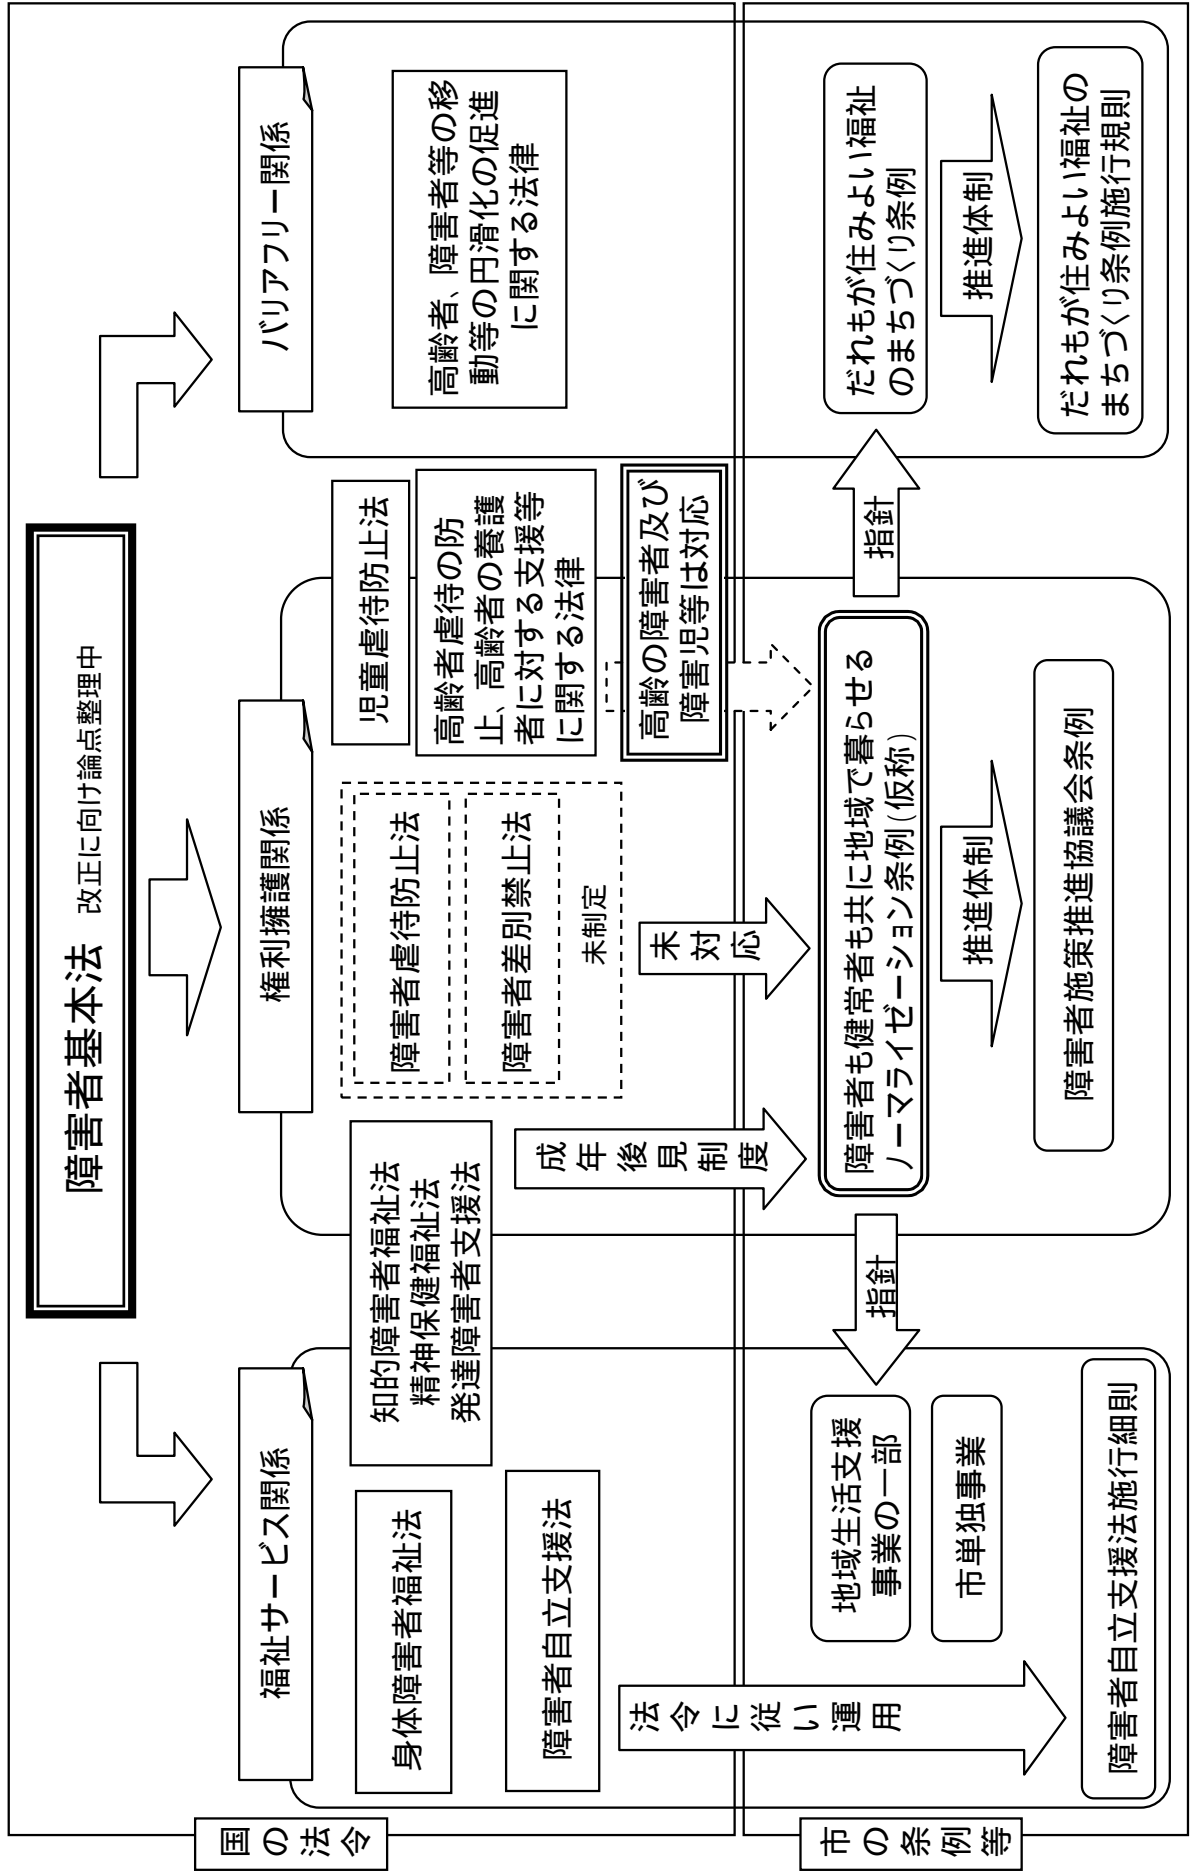 障害者基本法 改正に向け論点整理中
国の法令
福祉サービス関係
身体障害者福祉法
障害者自立支援法
知的障害者福祉法
精神保健福祉法
発達障害者支援法
権利擁護関係
障害者虐待防止法
障害者差別禁止法
未制定
児童虐待防止法
高齢者虐待の防
止、高齢者の養護
者に対する支援等
に関する法律
高齢の障害者及び
障害児等は対応
バリアフリー関係
高齢者、障害者等の移
動等の円滑化の促進
に関する法律
法令に従い運用
成年後見制度
未対応
市の条例等
地域生活支援
事業の一部
市単独事業
障害者自立支援法施行細則
指針
障害者も健常者も共に地域で暮らせる
ノーマライゼーション条例(仮称)
推進体制
障害者施策推進協議会条例
指針
だれもが住みよい福祉
のまちづくり条例
推進体制
だれもが住みよい福祉の
まちづくり条例施行規則